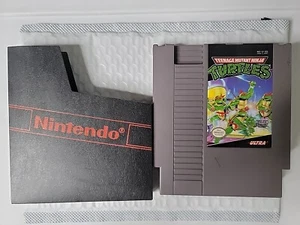 Nintendo®
TEENAGE MUTANT NINJA
TURTLES
ULTRA